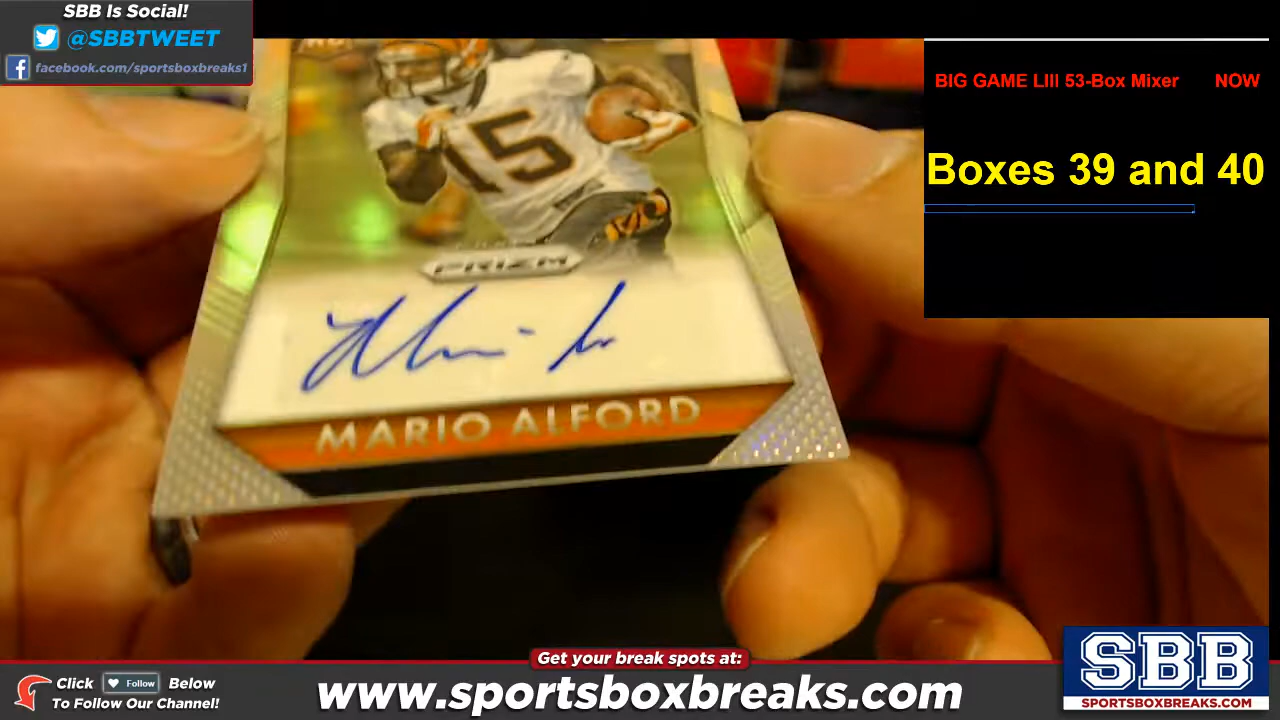 SBB Is Social!
@SBBTWEET
facebook.com/sportsboxbreaks1
BIG GAME LIII 53-Box Mixer NOW
Boxes 39 and 40
15
PRIZM
MARIO ALFORD
Get your break spots at:
Click Follow Below
To Follow Our Channel!
www.sportsboxbreaks.com
SBB
SPORTSBOXBREAKS.COM